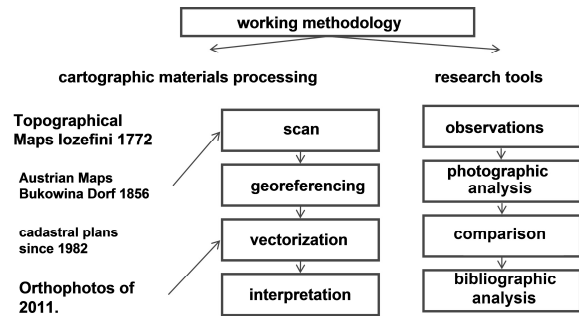 working methodology
cartographic materials processing
research tools
Topographical
Maps Iozefini 1772
Austrian Maps
Bukowina Dorf 1856
cadastral plans
since 1982
Orthophotos of
2011.
scan
georeferencing
vectorization
interpretation
observations
photographic
analysis
comparison
bibliographic
analysis